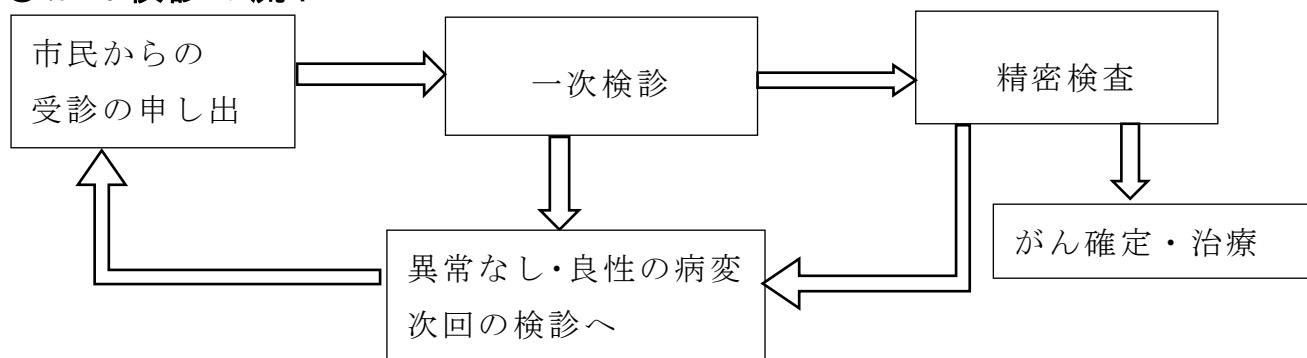 市民からの
受診の申し出
一次検診
精密検査
がん確定・治療
異常なし・良性の病変
次回の検診へ